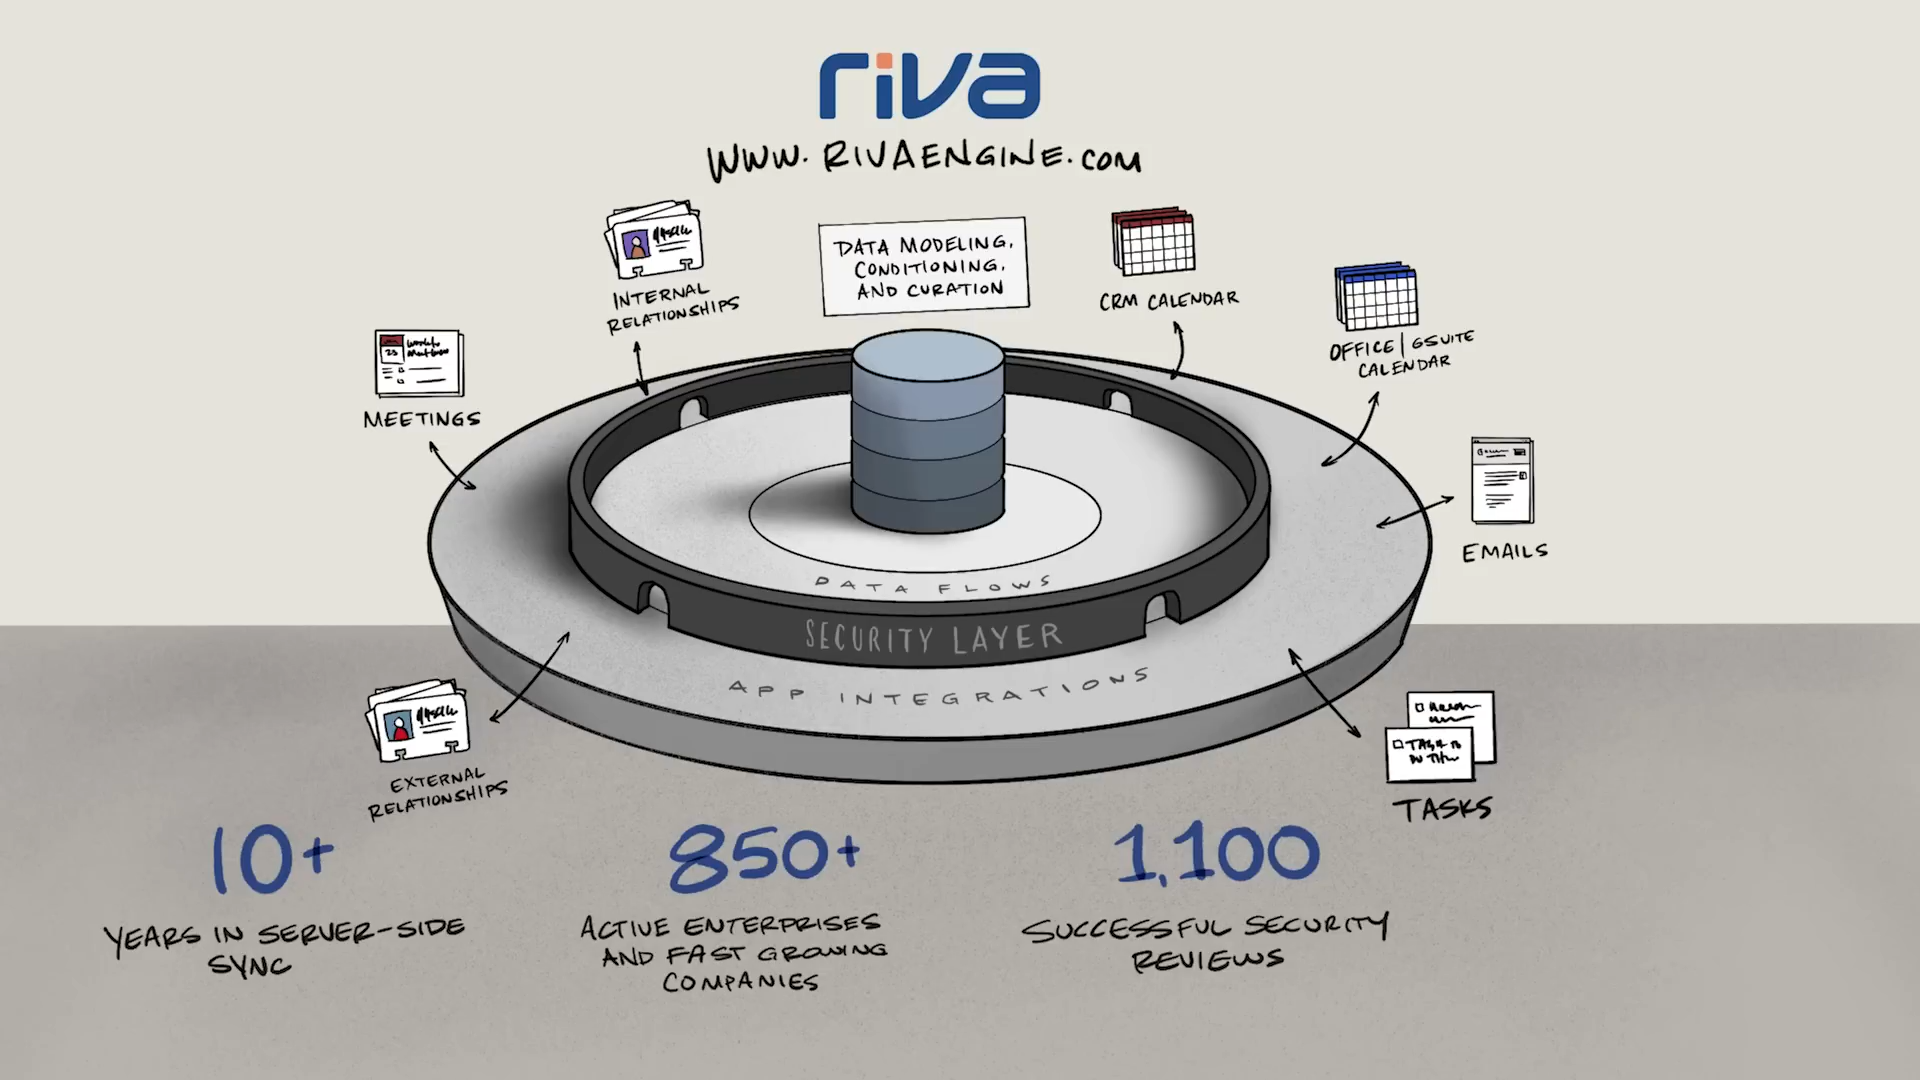 riva
WWW.RIVAENGINE.COM
INTERNAL
RELATIONSHIPS
DATA MODELING,
CONDITIONING,
AND CURATION
CRM CALENDAR
OFFICE | GSUITE
CALENDAR
MEETINGS
EMAILS
DATA FLOWS
SECURITY LAYER
APP INTEGRATIONS
EXTERNAL
RELATIONSHIPS
TASKS
10+
YEARS IN SERVER-SIDE
SYNC
850+
ACTIVE ENTERPRISES
AND FAST GROWING
COMPANIES
1,100
SUCCESSFUL SECURITY
REVIEWS